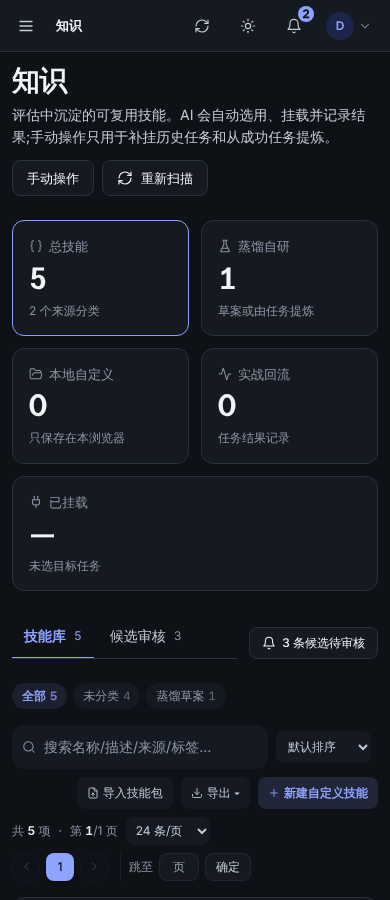 知识
2
D
知识
评估中沉淀的可复用技能。AI 会自动选用、挂载并记录结
果;手动操作只用于补挂历史任务和从成功任务提炼。
手动操作
重新扫描
总技能
5
2 个来源分类
蒸馏自研
1
草案或由任务提炼
本地自定义
0
只保存在本浏览器
实战回流
0
任务结果记录
已挂载
—
未选目标任务
技能库 5
候选审核 3
3 条候选待审核
全部 5
未分类 4
蒸馏草案 1
搜索名称/描述/来源/标签...
默认排序
导入技能包
导出
+ 新建自定义技能
共 5 项 · 第 1/1 页
24 条/页
‹
1
›
跳至
页
确定